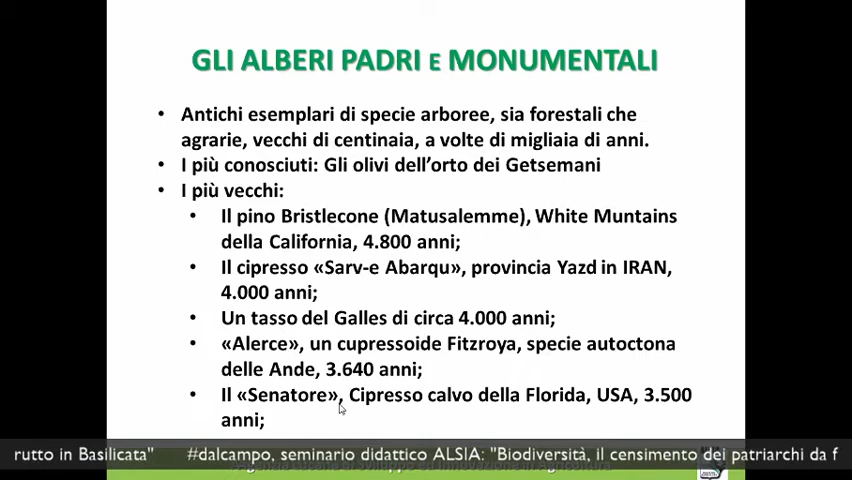 GLI ALBERI PADRI E MONUMENTALI
• Antichi esemplari di specie arboree, sia forestali che
agrarie, vecchi di centinaia, a volte di migliaia di anni.
• I più conosciuti: Gli olivi dell’orto dei Getsemani
• I più vecchi:
• Il pino Bristlecone (Matusalemme), White Muntains
della California, 4.800 anni;
• Il cipresso «Sarv-e Abarqu», provincia Yazd in IRAN,
4.000 anni;
• Un tasso del Galles di circa 4.000 anni;
• «Alerce», un cupressoide Fitzroya, specie autoctona
delle Ande, 3.640 anni;
• Il «Senatore», Cipresso calvo della Florida, USA, 3.500
anni;
rutto in Basilicata" #dalcampo, seminario didattico ALSIA: "Biodiversità, il censimento dei patriarchi da f